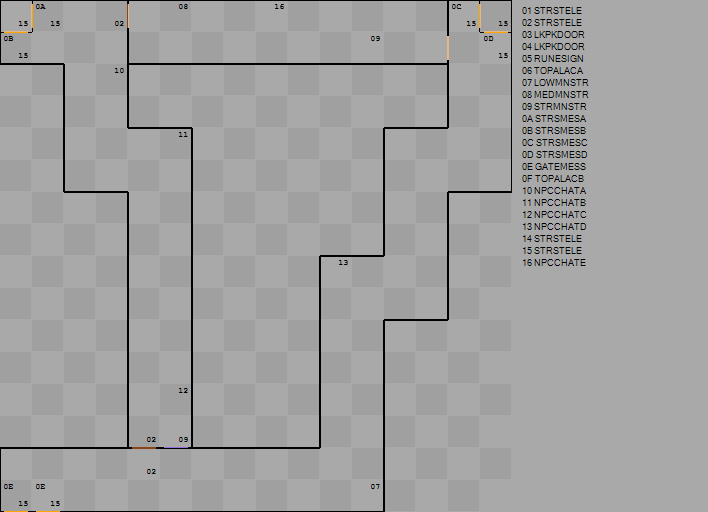 0A 08 16 0C
15 15 02 15 15
0B 09 0D
15 15
10
11
13
12
02 09
02
0E 0E 07
15 15
01 STRSTELE
02 STRSTELE
03 LKPKDOOR
04 LKPKDOOR
05 RUNESIGN
06 TOPALACA
07 LOWMNSTR
08 MEDMNSTR
09 STRMNSTR
0A STRSMESA
0B STRSMESB
0C STRSMESC
0D STRSMESD
0E GATEMESS
0F TOPALACB
10 NPCCHATA
11 NPCCHATB
12 NPCCHATC
13 NPCCHATD
14 STRSTELE
15 STRSTELE
16 NPCCHATE